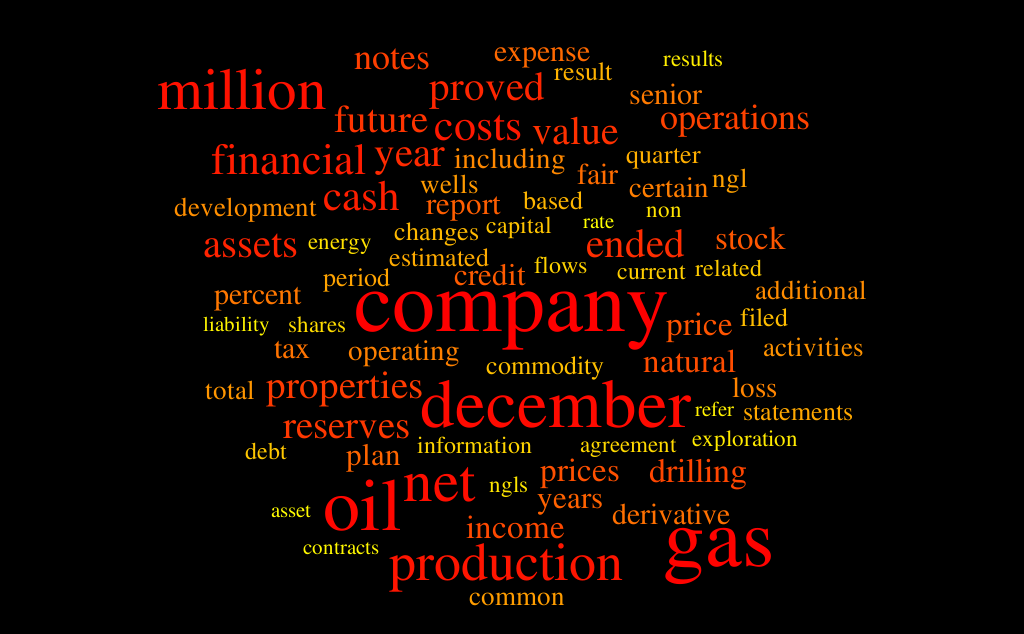 expense
notes
results
result
million
proved
senior
future
costs
value
operations
financial
year
including
quarter
fair
certain
ngl
wells
cash
report
based
development
non
rate
changes
capital
assets
energy
ended
stock
estimated
period
credit
flows
current
related
percent
company
additional
liability
shares
price
filed
tax
operating
natural
activities
commodity
total
properties
loss
december
refer
statements
reserves
information
agreement
exploration
debt
plan
prices
drilling
net
ngls
years
asset
oil
derivative
income
gas
contracts
production
common